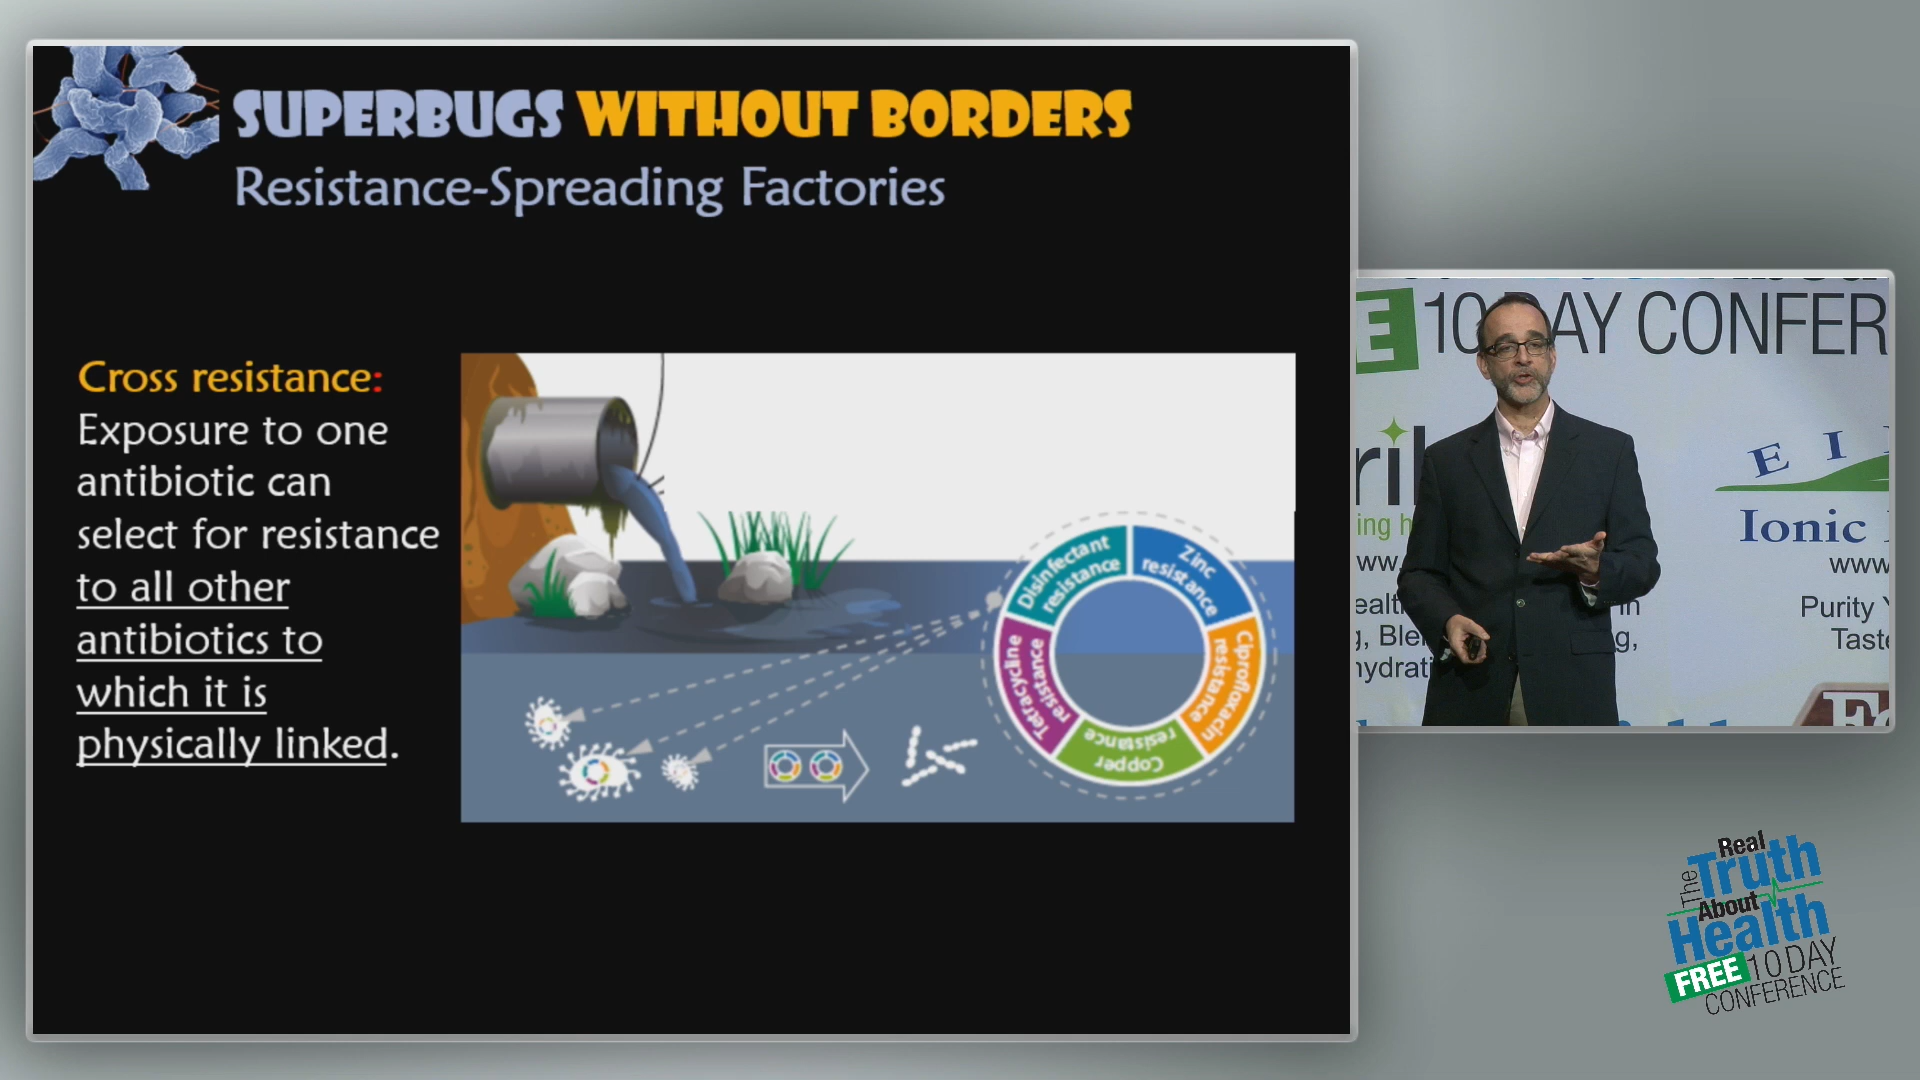 SUPERBUGS WITHOUT BORDERS
Resistance-Spreading Factories
Cross resistance:
Exposure to one
antibiotic can
select for resistance
to all other
antibiotics to
which it is
physically linked.
Disinfectant
resistance
Zinc
resistance
Ciprofloxacin
resistance
Copper
resistance
Tetracycline
resistance
E 10 DAY CONFER
ing h
www
E I
Ionic
www
Purity
Taste
The Real
Truth
About
Health
FREE 10 DAY
CONFERENCE